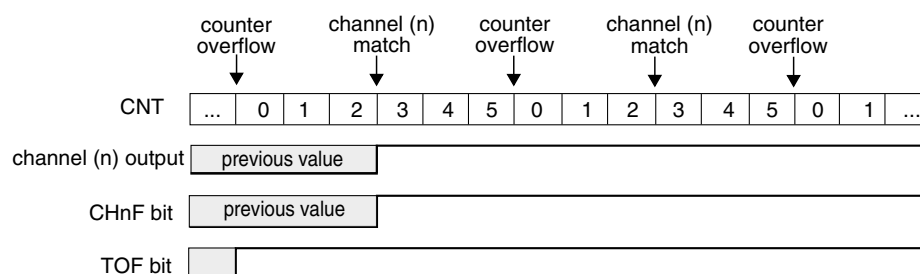 counter overflow
channel (n) match
counter overflow
channel (n) match
counter overflow
CNT ... 0 1 2 3 4 5 0 1 2 3 4 5 0 1 ...
channel (n) output previous value
CHnF bit previous value
TOF bit